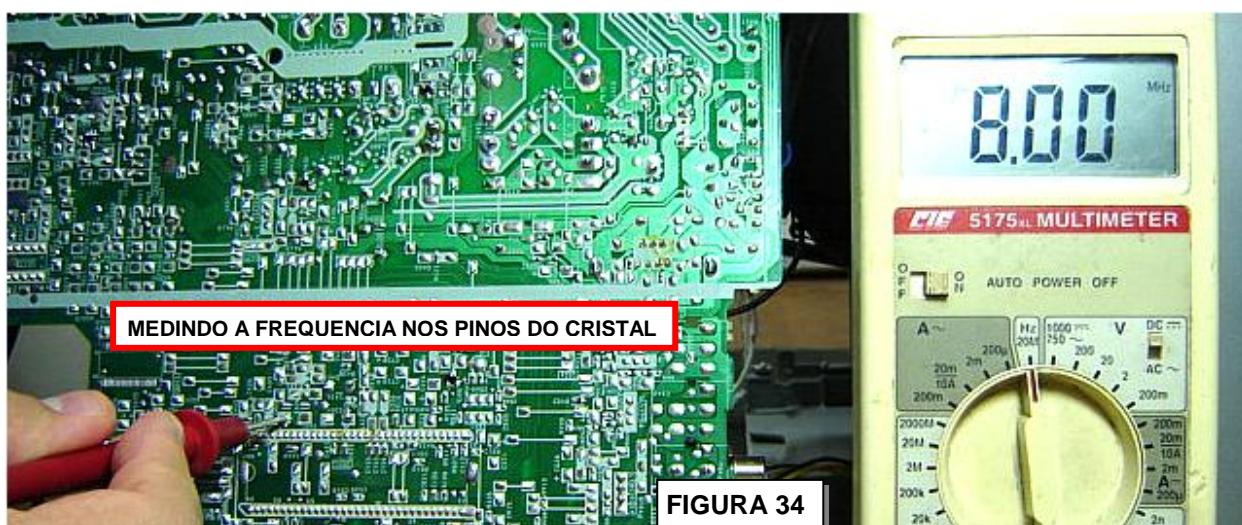 8.00 MHz
CIE 5175XL MULTIMETER
OFF ON AUTO POWER OFF
MEDINDO A FREQUENCIA NOS PINOS DO CRISTAL
A~
Hz
20M
1000
750 ~
V
DC
AC ~
200µ
2m
20m
10A
200m
200
20
2
200m
2000M
20M
2M
200k
20k
200m
20m
10A
2m
A
200µ
2m
FIGURA 34